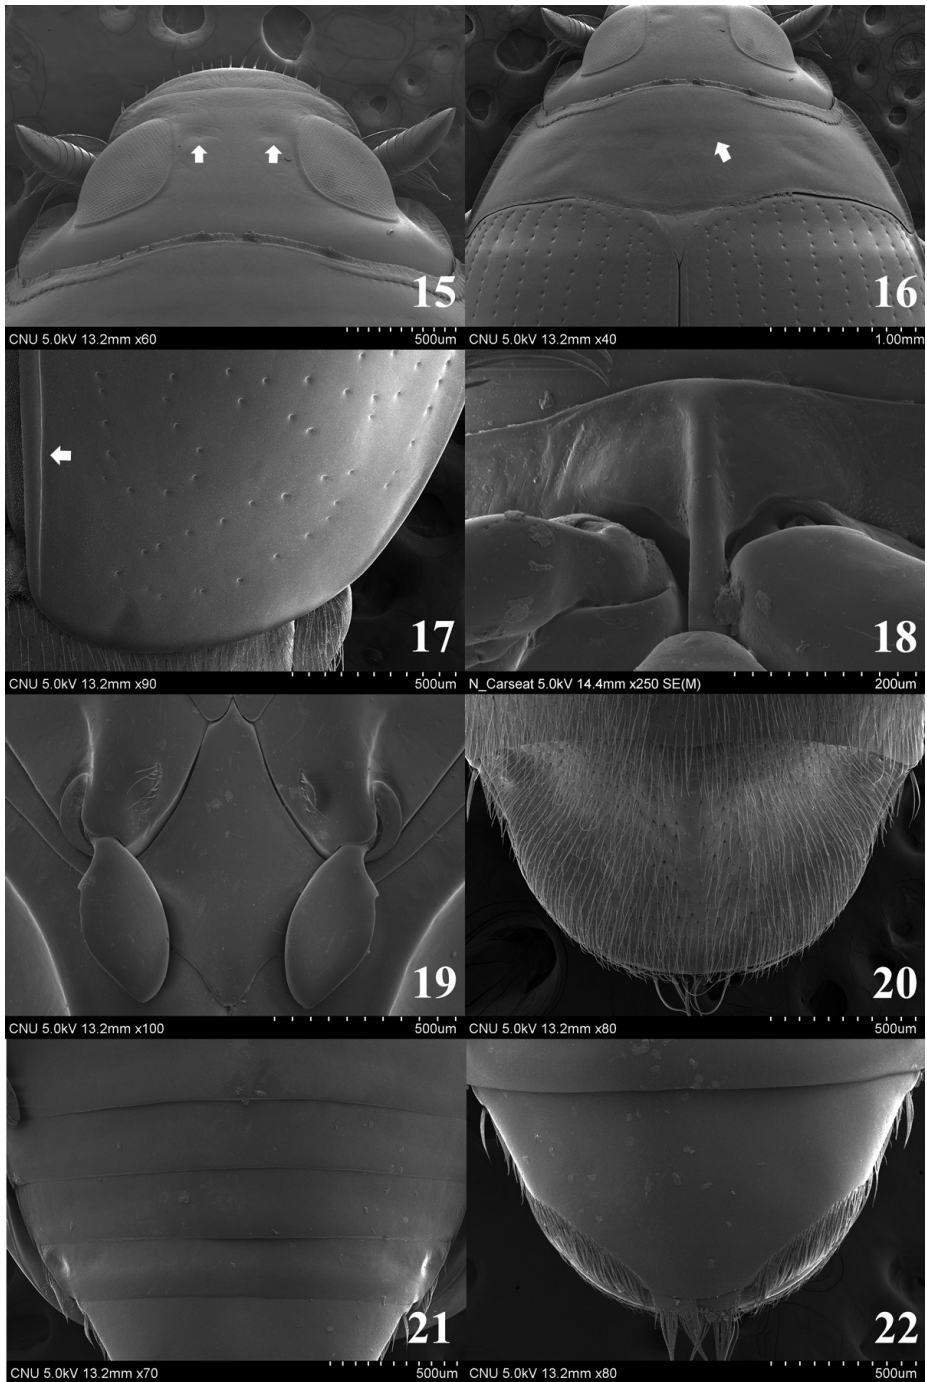 15
CNU 5.0kV 13.2mm x60 500um
16
CNU 5.0kV 13.2mm x40 1.00mm
17
CNU 5.0kV 13.2mm x90 500um
18
N_Carseat 5.0kV 14.4mm x250 SE(M) 200um
19
CNU 5.0kV 13.2mm x100 500um
20
CNU 5.0kV 13.2mm x80 500um
21
CNU 5.0kV 13.2mm x70 500um
22
CNU 5.0kV 13.2mm x80 500um